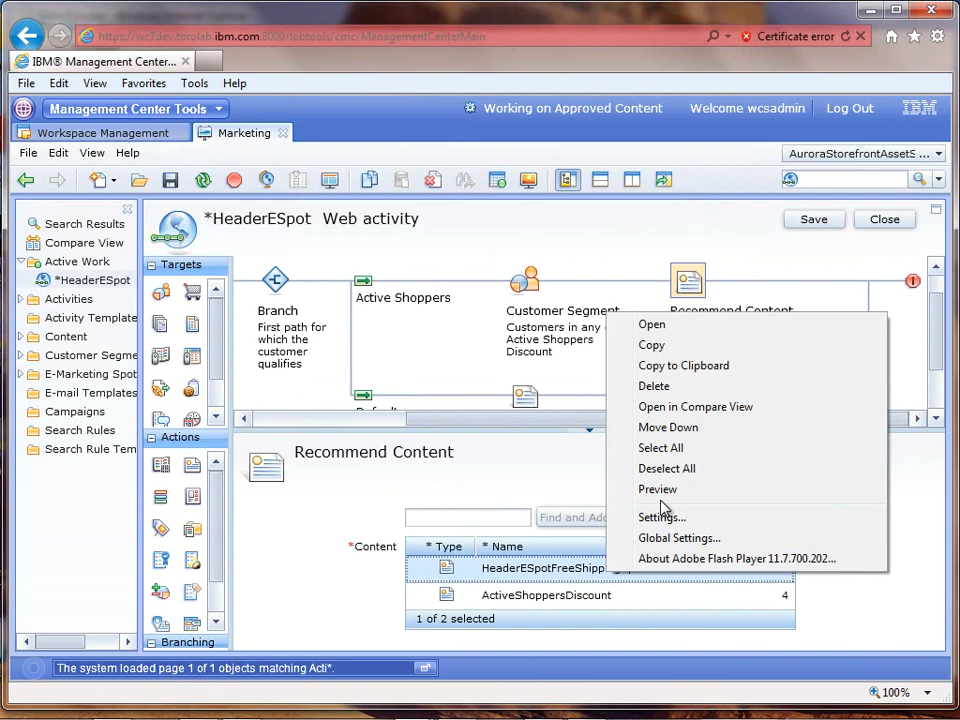 https://wc7dev.torolab.ibm.com:8000/lobtools/cmc/ManagementCenterMain
Certificate error
IBM® Management Center...
File Edit View Favorites Tools Help
Management Center Tools
Working on Approved Content
Welcome wcsadmin
Log Out
IBM
Workspace Management
Marketing
File Edit View Help
AuroraStorefrontAssetS ...
Search Results
Compare View
Active Work
*HeaderESpot
Activities
Activity Template
Content
Customer Segme
E-Marketing Spot
E-mail Templates
Campaigns
Search Rules
Search Rule Tem
*HeaderESpot Web activity
Save
Close
Targets
Actions
Branching
Branch
First path for
which the
customer
qualifies
Active Shoppers
Default
Customer Segment
Customers in any
Active Shoppers
Discount
Recommend Content
Open
Copy
Copy to Clipboard
Delete
Open in Compare View
Move Down
Select All
Deselect All
Preview
Settings...
Global Settings...
About Adobe Flash Player 11.7.700.202...
Recommend Content
Find and Add
*Content
* Type
* Name
HeaderESpotFreeShipp
ActiveShoppersDiscount
4
1 of 2 selected
The system loaded page 1 of 1 objects matching Acti*.
100%